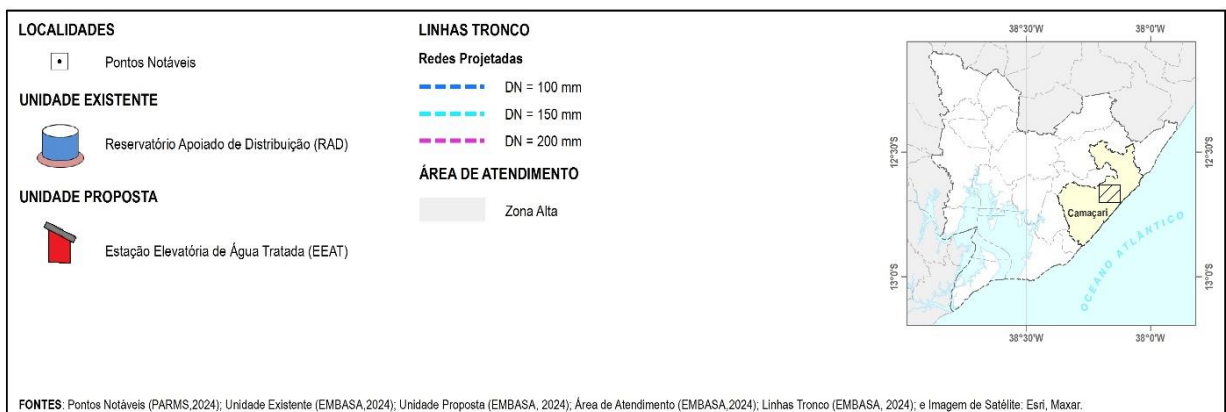 LOCALIDADES
Pontos Notáveis
UNIDADE EXISTENTE
Reservatório Apoiado de Distribuição (RAD)
UNIDADE PROPOSTA
Estação Elevatória de Água Tratada (EEAT)
LINHAS TRONCO
Redes Projetadas
DN = 100 mm
DN = 150 mm
DN = 200 mm
ÁREA DE ATENDIMENTO
Zona Alta
38°30'W 38°0'W
12°30'S 12°30'S
Camaçari
OCEANO ATLÂNTICO
13°0'S 13°0'S
38°30'W 38°0'W
FONTES: Pontos Notáveis (PARMS,2024); Unidade Existente (EMBASA,2024); Unidade Proposta (EMBASA, 2024); Área de Atendimento (EMBASA,2024); Linhas Tronco (EMBASA, 2024); e Imagem de Satélite: Esri, Maxar.